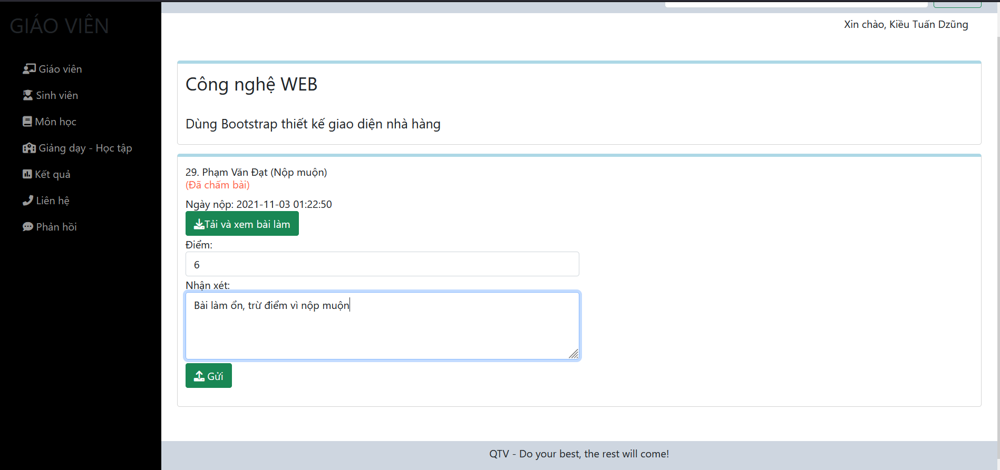 GIÁO VIÊN
Giáo viên
Sinh viên
Môn học
Giảng dạy - Học tập
Kết quả
Liên hệ
Phản hồi
Xin chào, Kiều Tuấn Dzũng
Công nghệ WEB
Dùng Bootstrap thiết kế giao diện nhà hàng
29. Phạm Văn Đạt (Nộp muộn)
(Đã chấm bài)
Ngày nộp: 2021-11-03 01:22:50
Tải và xem bài làm
Điểm:
6
Nhận xét:
Bài làm ổn, trừ điểm vì nộp muộn
Gửi
QTV - Do your best, the rest will come!